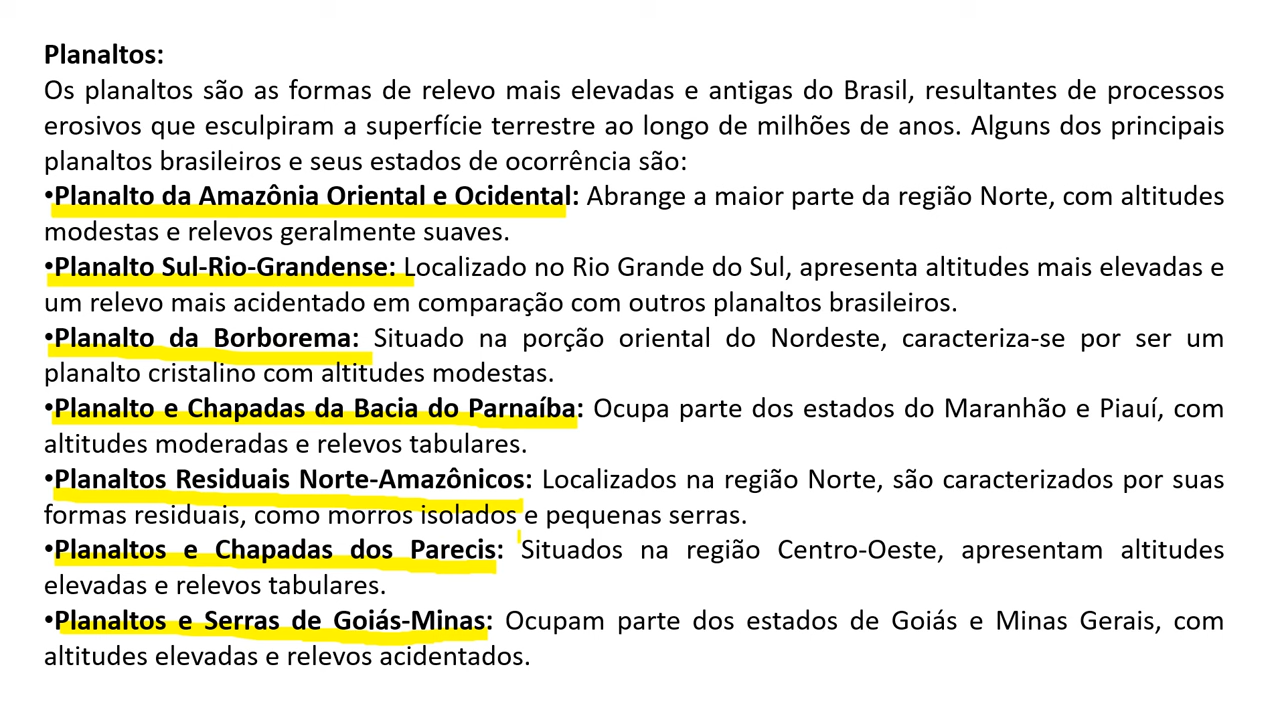 Planaltos:
Os planaltos são as formas de relevo mais elevadas e antigas do Brasil, resultantes de processos
erosivos que esculpiram a superfície terrestre ao longo de milhões de anos. Alguns dos principais
planaltos brasileiros e seus estados de ocorrência são:
•Planalto da Amazônia Oriental e Ocidental: Abrange a maior parte da região Norte, com altitudes
modestas e relevos geralmente suaves.
•Planalto Sul-Rio-Grandense: Localizado no Rio Grande do Sul, apresenta altitudes mais elevadas e
um relevo mais acidentado em comparação com outros planaltos brasileiros.
•Planalto da Borborema: Situado na porção oriental do Nordeste, caracteriza-se por ser um
planalto cristalino com altitudes modestas.
•Planalto e Chapadas da Bacia do Parnaíba: Ocupa parte dos estados do Maranhão e Piauí, com
altitudes moderadas e relevos tabulares.
•Planaltos Residuais Norte-Amazônicos: Localizados na região Norte, são caracterizados por suas
formas residuais, como morros isolados e pequenas serras.
•Planaltos e Chapadas dos Parecis: Situados na região Centro-Oeste, apresentam altitudes
elevadas e relevos tabulares.
•Planaltos e Serras de Goiás-Minas: Ocupam parte dos estados de Goiás e Minas Gerais, com
altitudes elevadas e relevos acidentados.